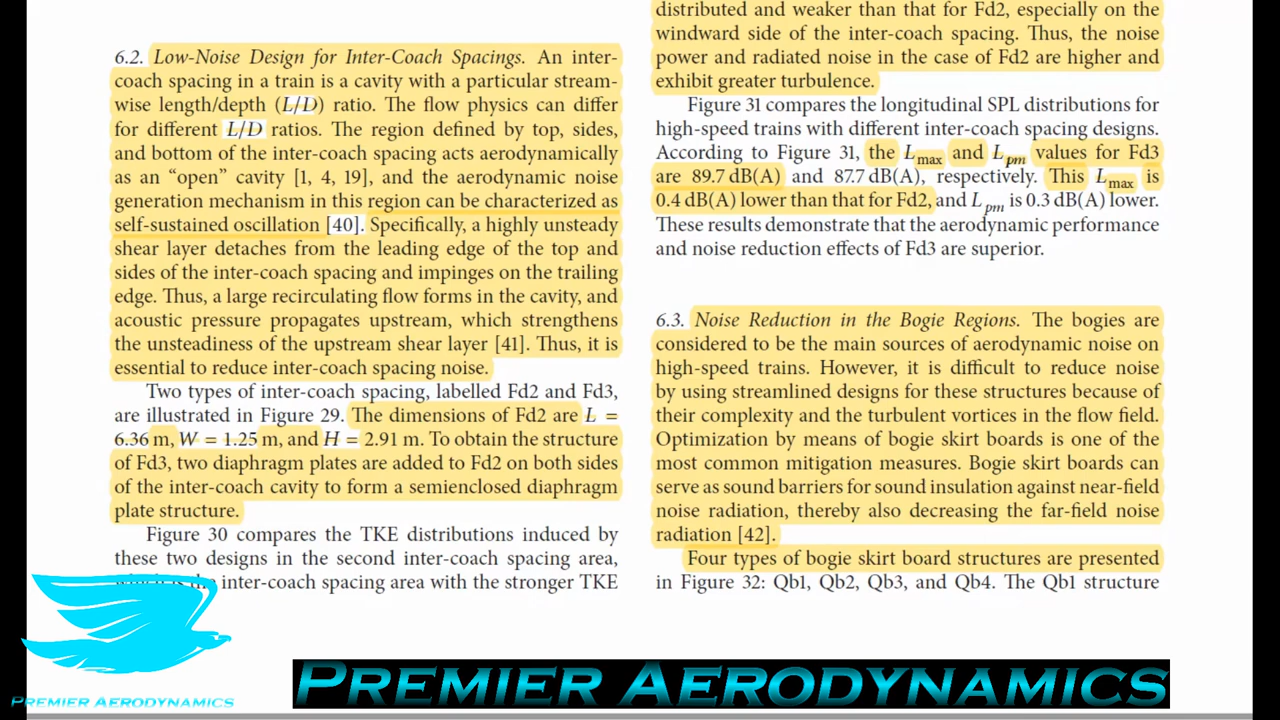 6.2. Low-Noise Design for Inter-Coach Spacings. An inter-
coach spacing in a train is a cavity with a particular stream-
wise length/depth (L/D) ratio. The flow physics can differ
for different L/D ratios. The region defined by top, sides,
and bottom of the inter-coach spacing acts aerodynamically
as an “open” cavity [1, 4, 19], and the aerodynamic noise
generation mechanism in this region can be characterized as
self-sustained oscillation [40]. Specifically, a highly unsteady
shear layer detaches from the leading edge of the top and
sides of the inter-coach spacing and impinges on the trailing
edge. Thus, a large recirculating flow forms in the cavity, and
acoustic pressure propagates upstream, which strengthens
the unsteadiness of the upstream shear layer [41]. Thus, it is
essential to reduce inter-coach spacing noise.
Two types of inter-coach spacing, labelled Fd2 and Fd3,
are illustrated in Figure 29. The dimensions of Fd2 are L =
6.36 m, W = 1.25 m, and H = 2.91 m. To obtain the structure
of Fd3, two diaphragm plates are added to Fd2 on both sides
of the inter-coach cavity to form a semienclosed diaphragm
plate structure.
Figure 30 compares the TKE distributions induced by
these two designs in the second inter-coach spacing area,
the inter-coach spacing area with the stronger TKE
distributed and weaker than that for Fd2, especially on the
windward side of the inter-coach spacing. Thus, the noise
power and radiated noise in the case of Fd2 are higher and
exhibit greater turbulence.
Figure 31 compares the longitudinal SPL distributions for
high-speed trains with different inter-coach spacing designs.
According to Figure 31, the Lmax and Lpm values for Fd3
are 89.7 dB(A) and 87.7 dB(A), respectively. This Lmax is
0.4 dB(A) lower than that for Fd2, and Lpm is 0.3 dB(A) lower.
These results demonstrate that the aerodynamic performance
and noise reduction effects of Fd3 are superior.
6.3. Noise Reduction in the Bogie Regions. The bogies are
considered to be the main sources of aerodynamic noise on
high-speed trains. However, it is difficult to reduce noise
by using streamlined designs for these structures because of
their complexity and the turbulent vortices in the flow field.
Optimization by means of bogie skirt boards is one of the
most common mitigation measures. Bogie skirt boards can
serve as sound barriers for sound insulation against near-field
noise radiation, thereby also decreasing the far-field noise
radiation [42].
Four types of bogie skirt board structures are presented
in Figure 32: Qb1, Qb2, Qb3, and Qb4. The Qb1 structure
PREMIER AERODYNAMICS
PREMIER AERODYNAMICS